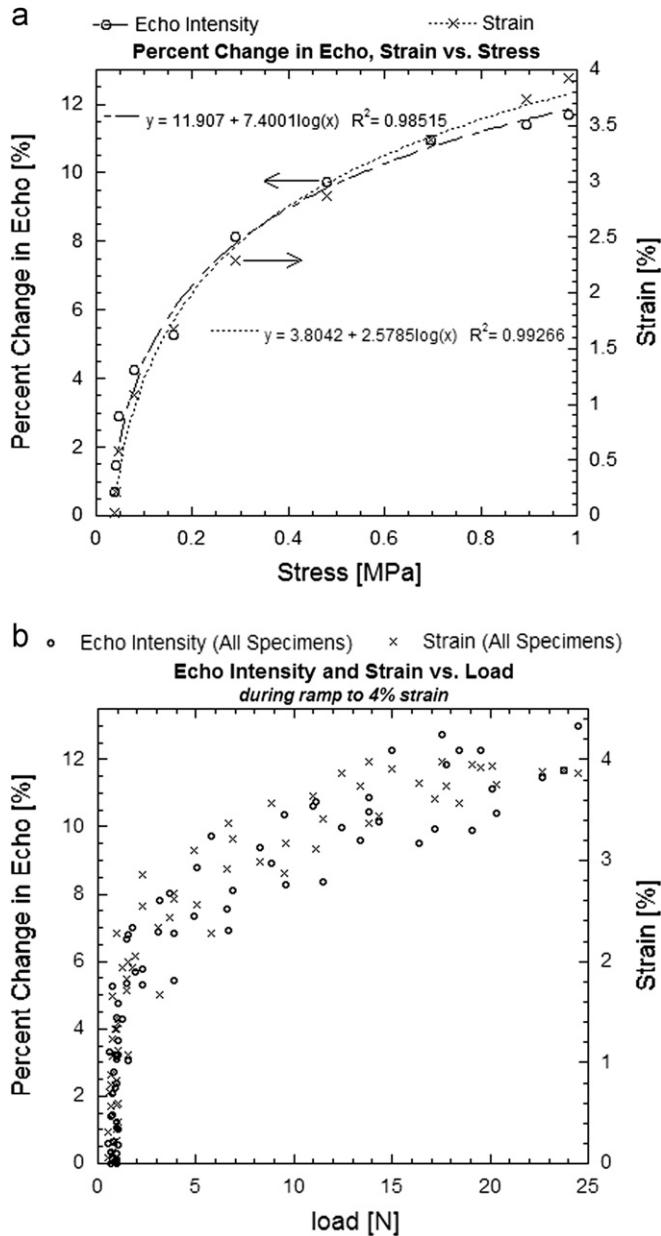 a
Echo Intensity Strain
Percent Change in Echo, Strain vs. Stress
Percent Change in Echo [%]
12
10
8
6
4
2
0
y = 11.907 + 7.4001log(x) R² = 0.98515
y = 3.8042 + 2.5785log(x) R² = 0.99266
4
3.5
3
2.5
2
1.5
1
0.5
0
Strain [%]
0 0.2 0.4 0.6 0.8 1
Stress [MPa]
b
Echo Intensity (All Specimens) Strain (All Specimens)
Echo Intensity and Strain vs. Load
during ramp to 4% strain
Percent Change in Echo [%]
12
10
8
6
4
2
0
4
3
2
1
0
Strain [%]
0 5 10 15 20 25
load [N]